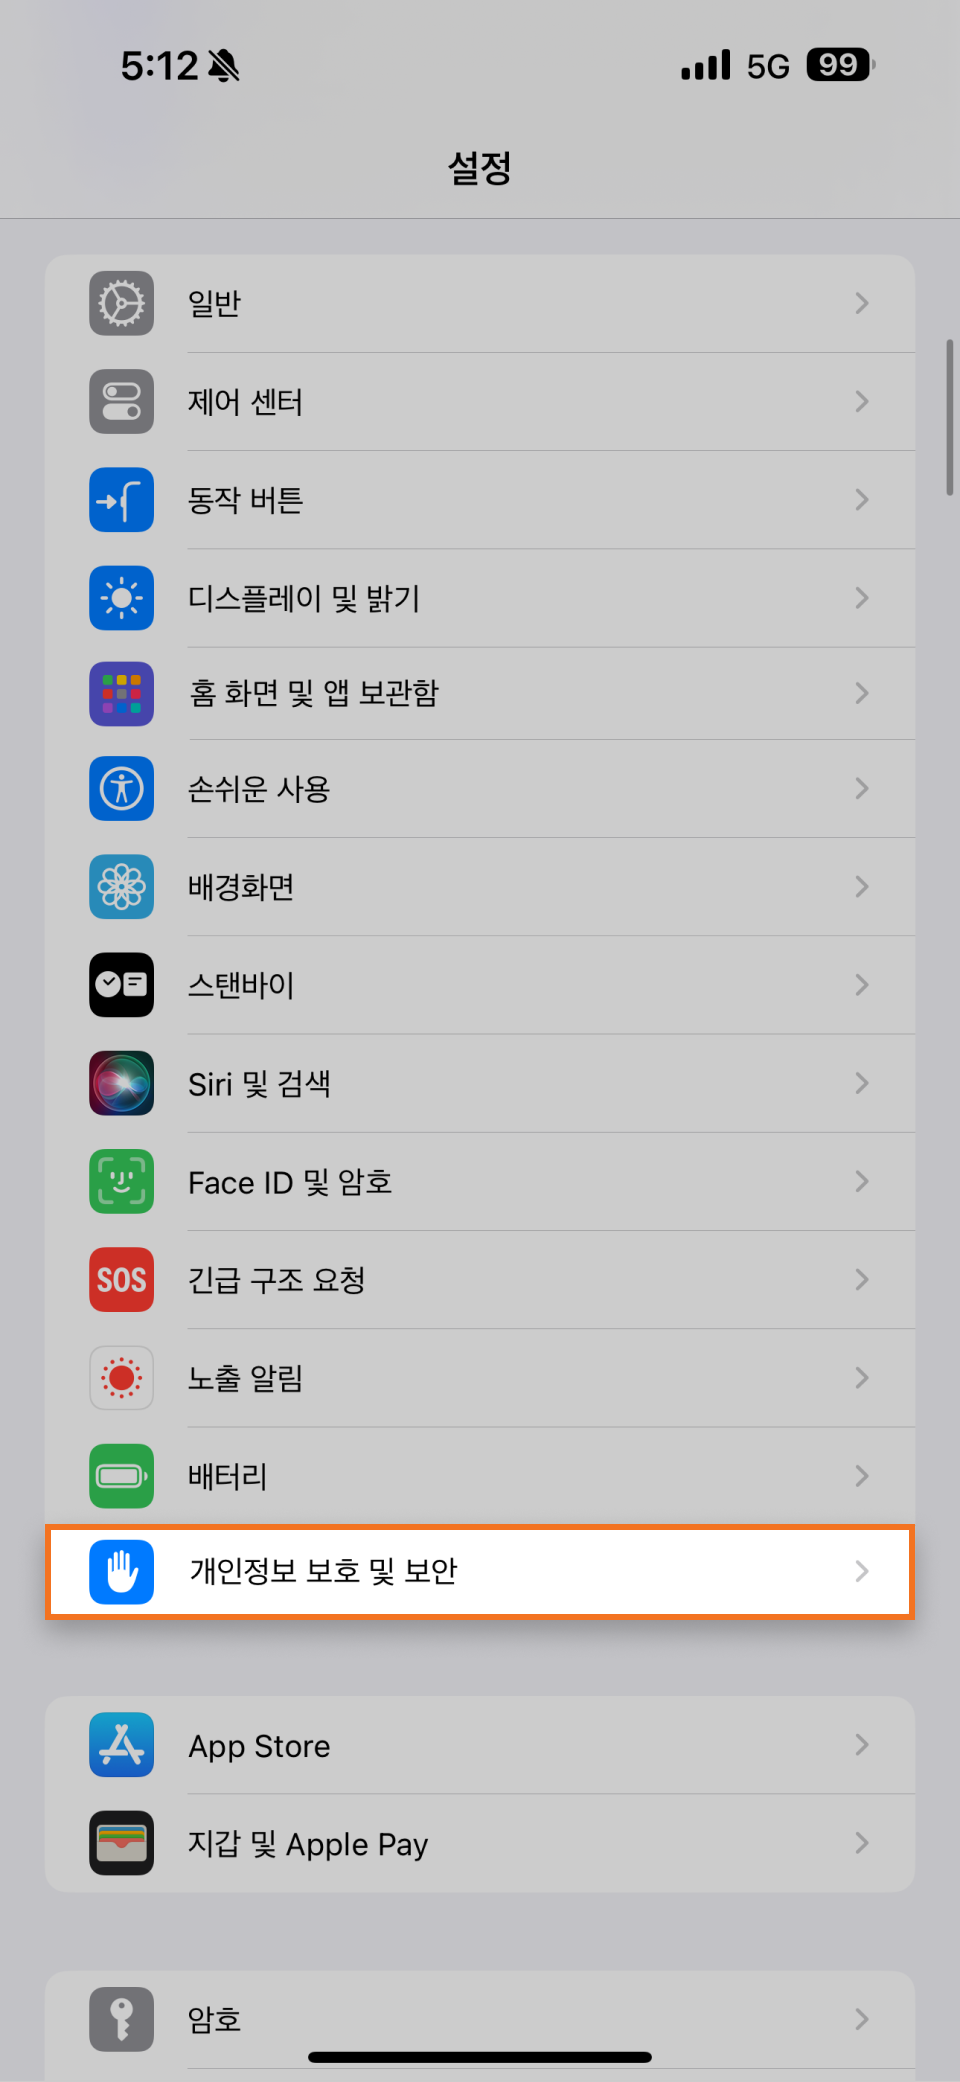 5:12
5G 99
설정
일반
제어 센터
동작 버튼
디스플레이 및 밝기
홈 화면 및 앱 보관함
손쉬운 사용
배경화면
스탠바이
Siri 및 검색
Face ID 및 암호
SOS 긴급 구조 요청
노출 알림
배터리
개인정보 보호 및 보안
App Store
지갑 및 Apple Pay
암호